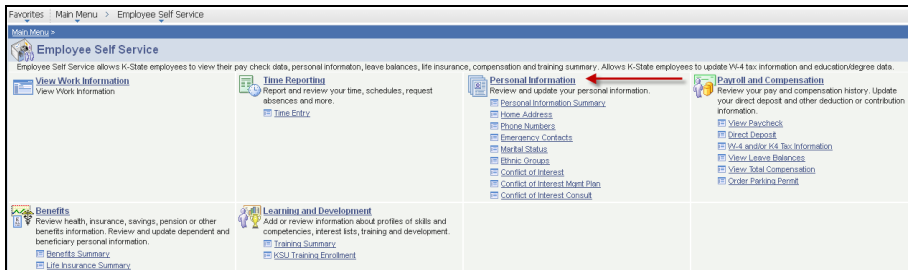 Favorites Main Menu > Employee Self Service
Main Menu >
Employee Self Service
Employee Self Service allows K-State employees to view their pay check data, personal informaton, leave balances, life insurance, compensation and training summary. Allows K-State employees to update W-4 tax information and education/degree data.
View Work Information
View Work Information
Time Reporting
Report and review your time, schedules, request
absences and more.
Time Entry
Personal Information
Review and update your personal information.
Personal Information Summary
Home Address
Phone Numbers
Emergency Contacts
Marital Status
Ethnic Groups
Conflict of Interest
Conflict of Interest Mgmt Plan
Conflict of Interest Consult
Payroll and Compensation
Review your pay and compensation history. Update
your direct deposit and other deduction or contribution
information.
View Paycheck
Direct Deposit
W-4 and/or K4 Tax Information
View Leave Balances
View Total Compensation
Order Parking Permit
Benefits
Review health, insurance, savings, pension or other
benefits information. Review and update dependent and
beneficiary personal information.
Benefits Summary
Life Insurance Summary
Learning and Development
Add or review information about profiles of skills and
competencies, interest lists, training and development.
Training Summary
KSU Training Enrollment